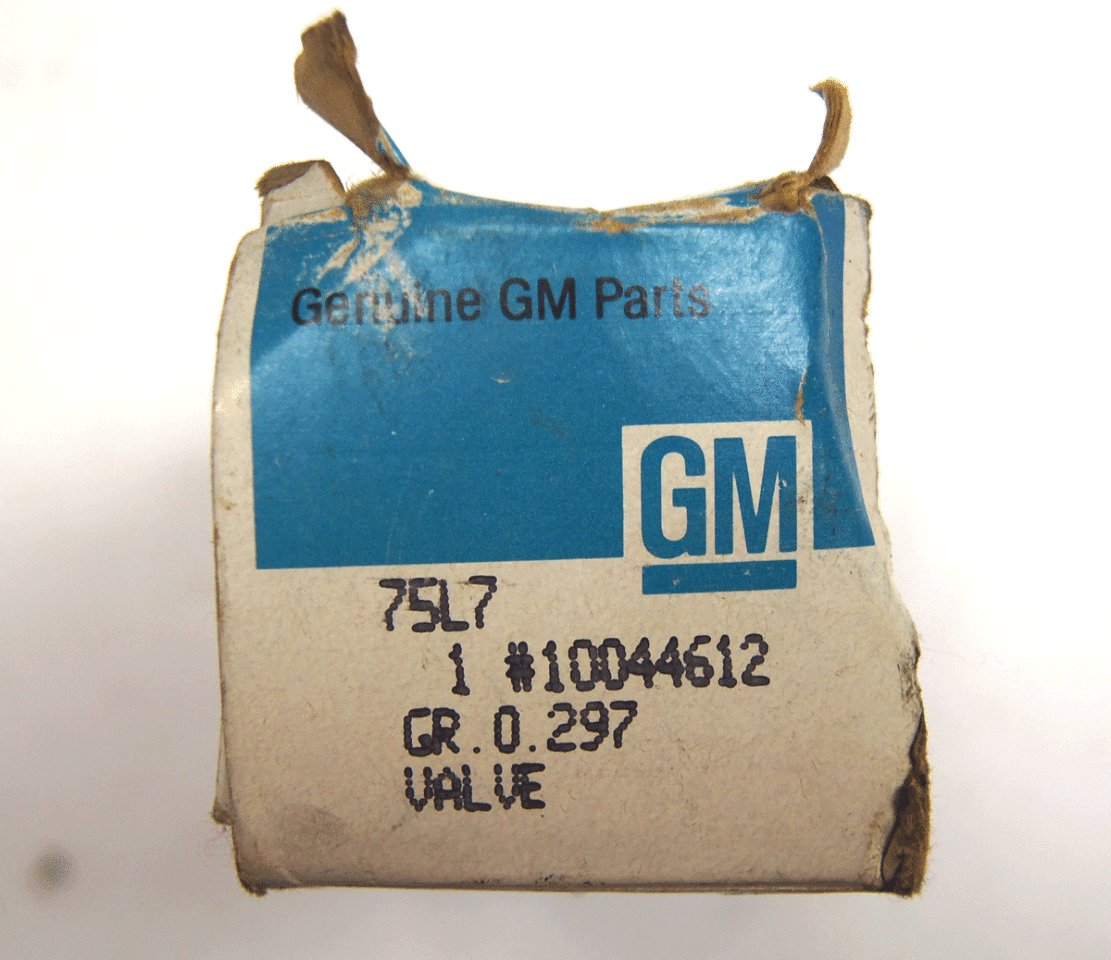 Genuine GM Parts
GM
75L7
1 #10044612
GR.0.297
VALVE